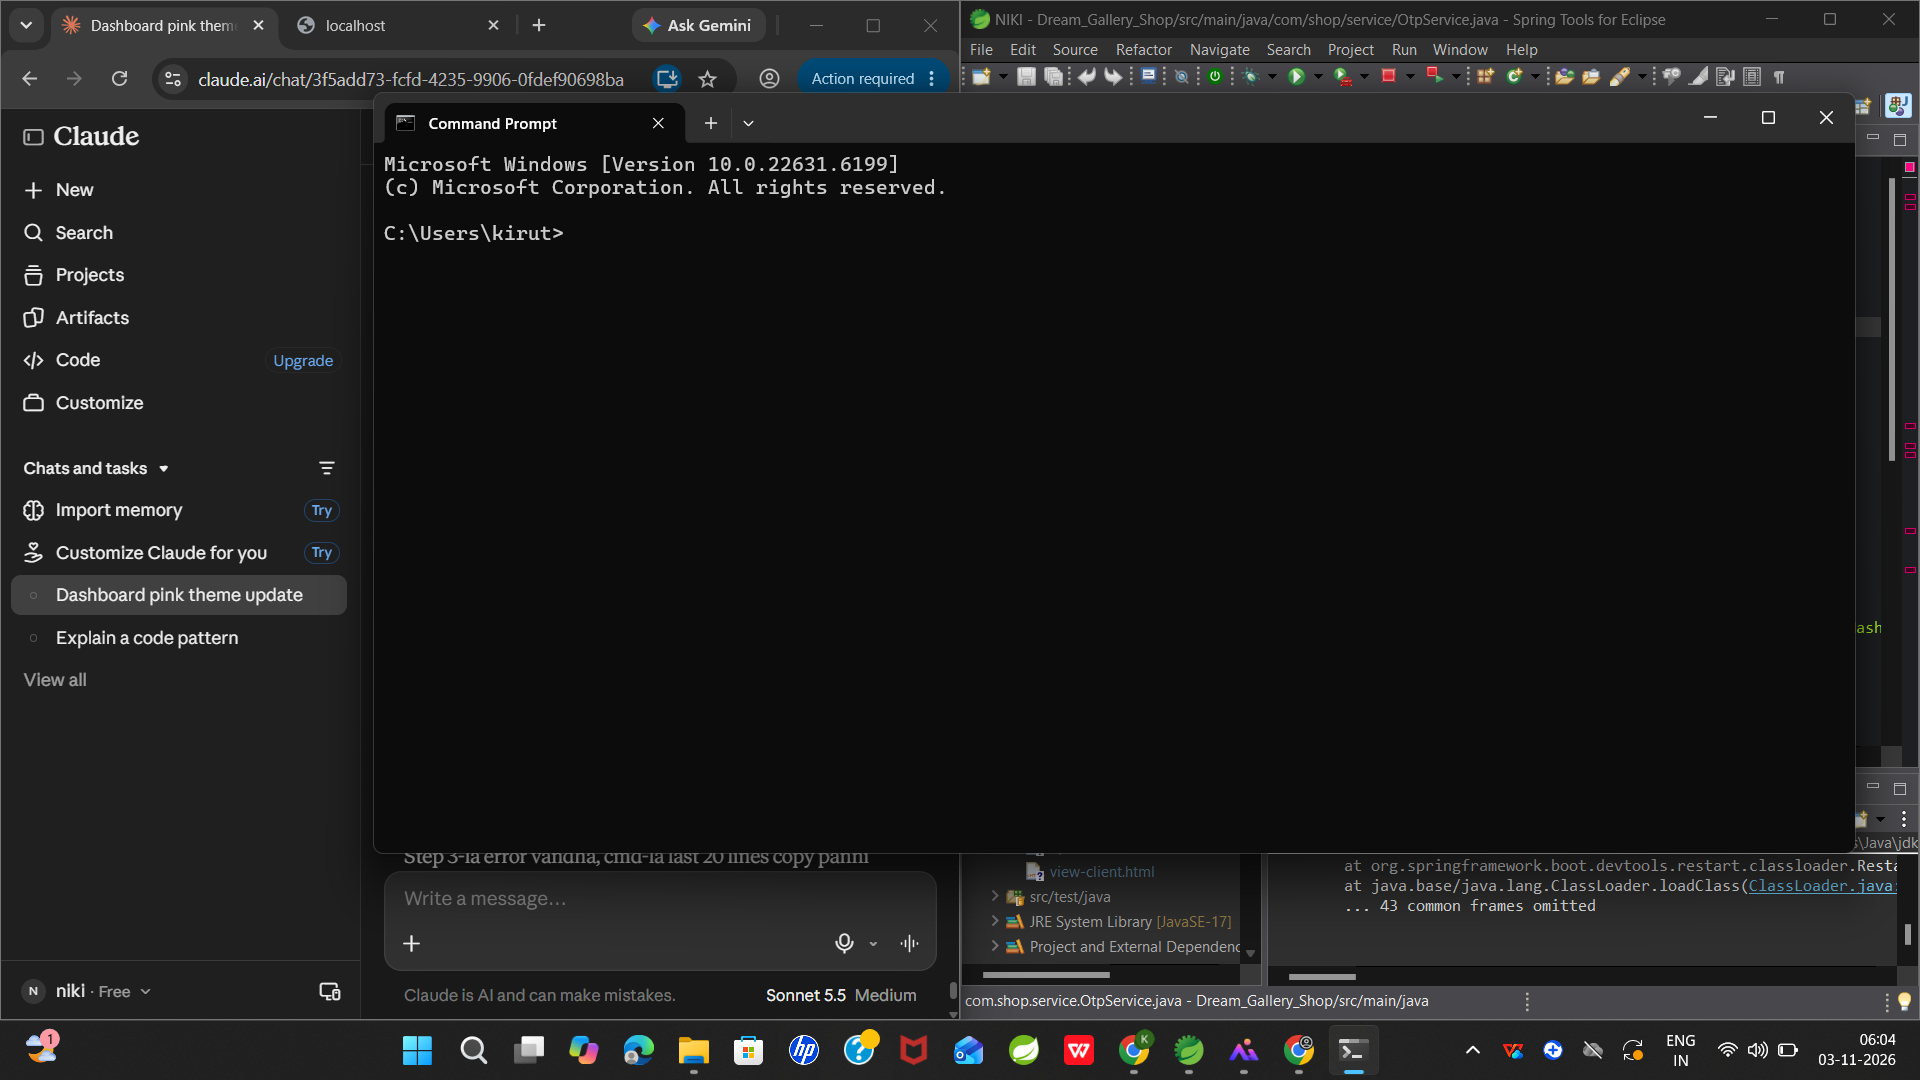 Dashboard pink them
localhost
Ask Gemini
claude.ai/chat/3f5add73-fcfd-4235-9906-0fdef90698ba
Action required
NIKI - Dream_Gallery_Shop/src/main/java/com/shop/service/OtpService.java - Spring Tools for Eclipse
File Edit Source Refactor Navigate Search Project Run Window Help
Claude
New
Search
Projects
Artifacts
Code
Upgrade
Customize
Chats and tasks
Import memory
Try
Customize Claude for you
Try
Dashboard pink theme update
Explain a code pattern
View all
N
niki · Free
Command Prompt
Microsoft Windows [Version 10.0.22631.6199]
(c) Microsoft Corporation. All rights reserved.
C:\Users\kirut>
ash
Step 3-la error vandha, cmd-la last 20 lines copy panni
Write a message...
Claude is AI and can make mistakes.
Sonnet 5.5 Medium
view-client.html
src/test/java
JRE System Library [JavaSE-17]
Project and External Dependenc
s\Java\jdk
at org.springframework.boot.devtools.restart.classloader.Resta
at java.base/java.lang.ClassLoader.loadClass(ClassLoader.java:
... 43 common frames omitted
com.shop.service.OtpService.java - Dream_Gallery_Shop/src/main/java
1
K
ENG
IN
06:04
03-11-2026